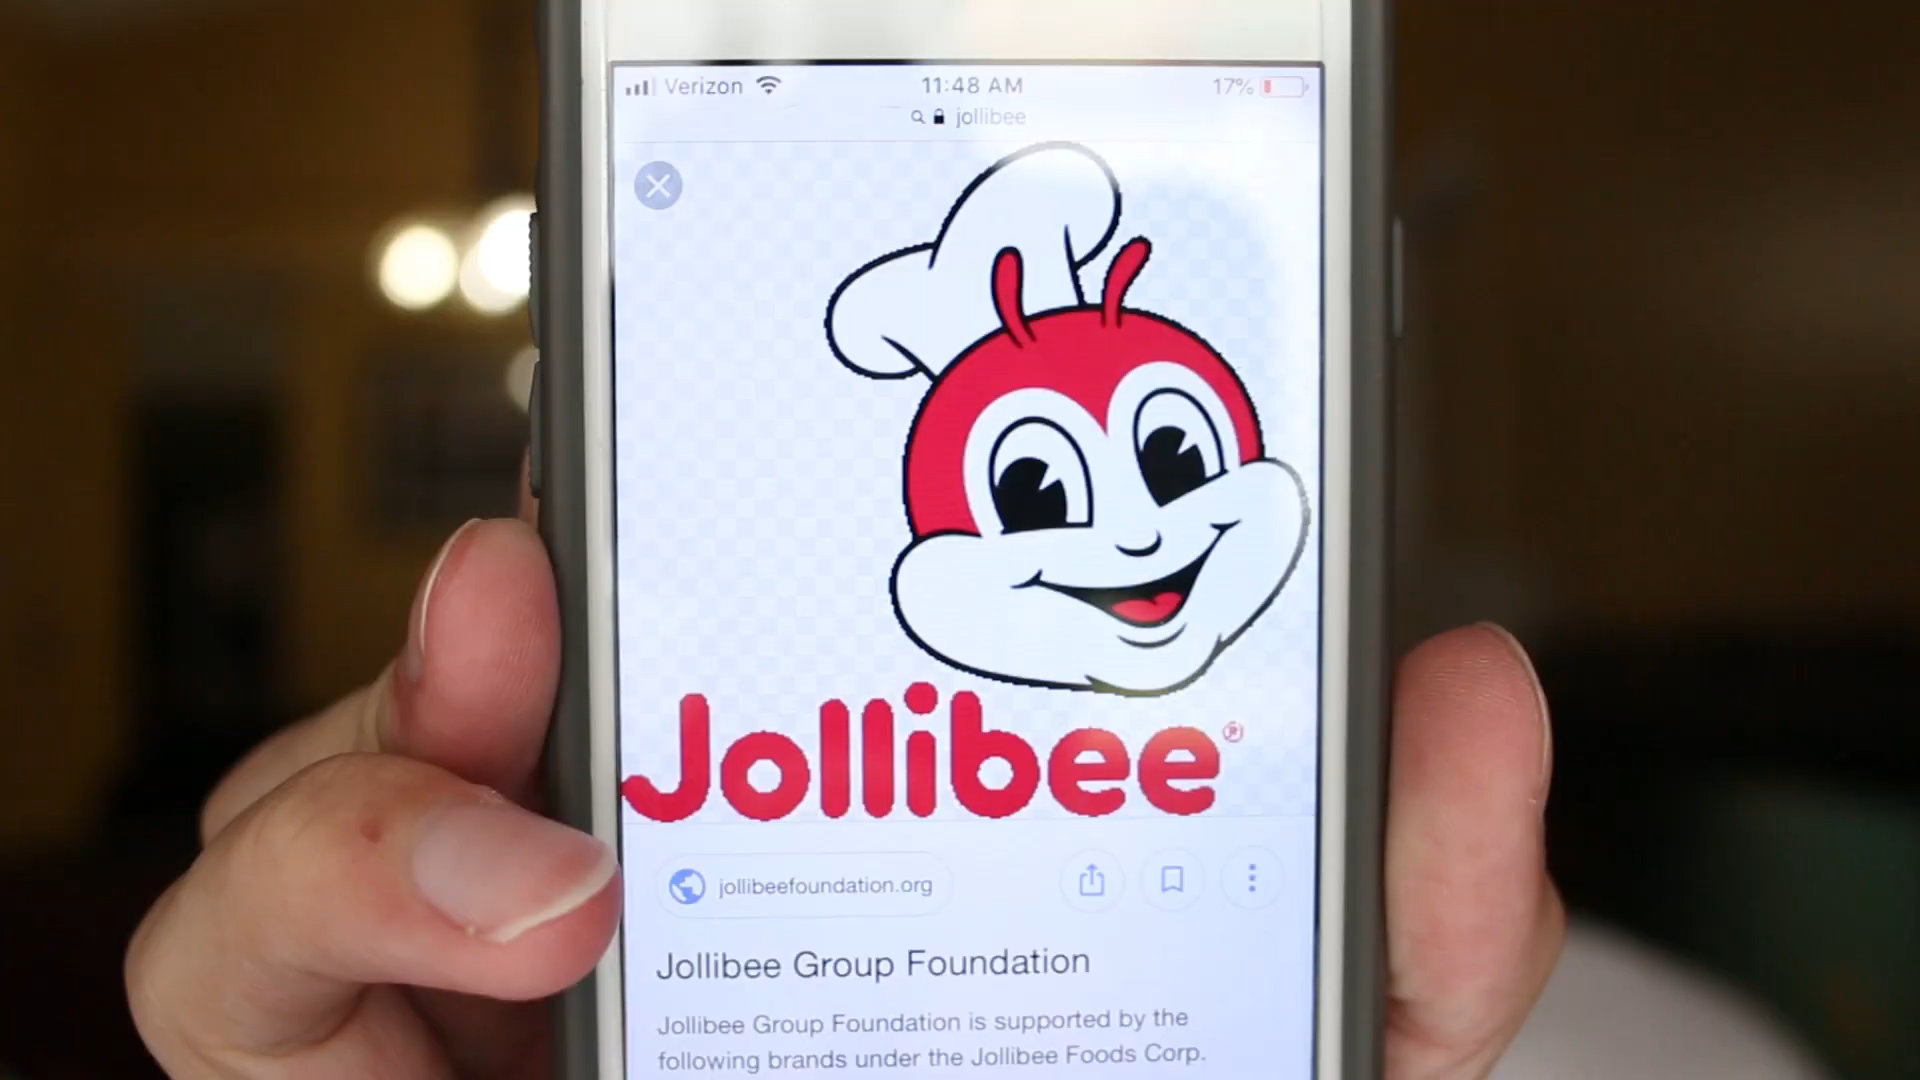 Verizon 11:48 AM 17%
jollibee
Jollibee®
jollibeefoundation.org
Jollibee Group Foundation
Jollibee Group Foundation is supported by the
following brands under the Jollibee Foods Corp.